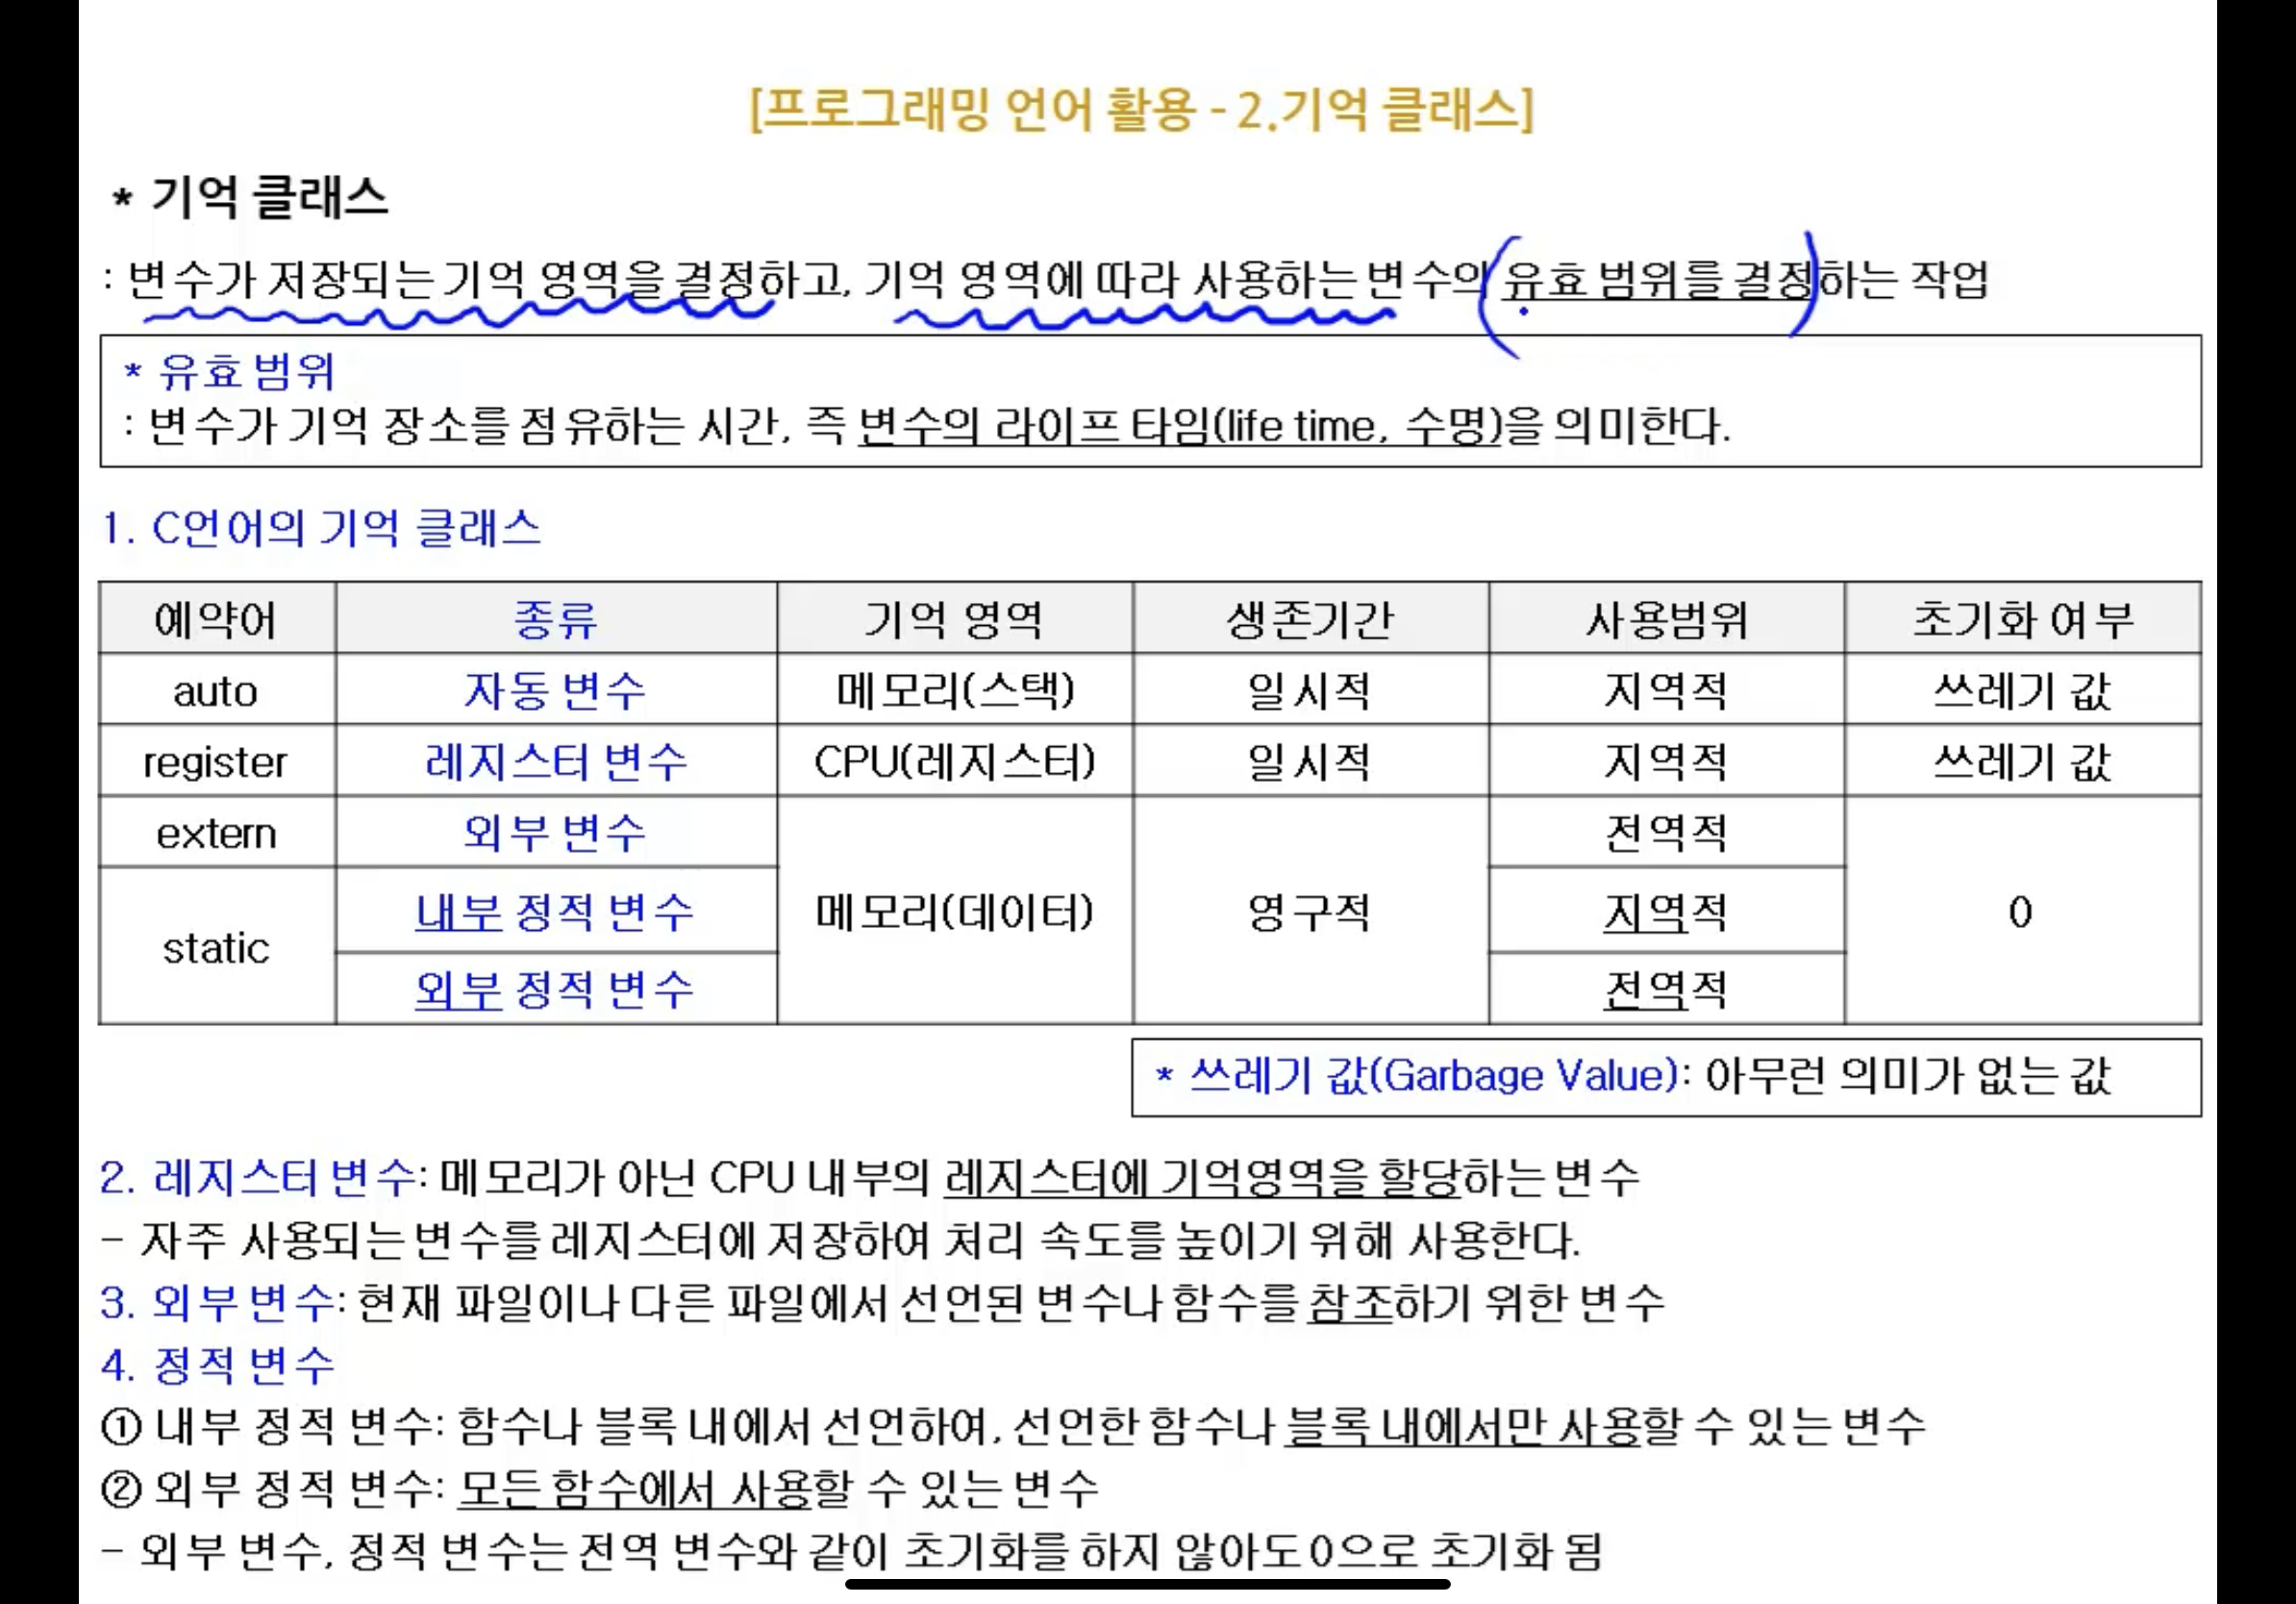 [프로그래밍 언어 활용 - 2.기억 클래스]
* 기억 클래스
: 변수가 저장되는 기억 영역을 결정하고, 기억 영역에 따라 사용하는 변수의 유효 범위를 결정하는 작업
* 유효 범위
: 변수가 기억 장소를 점유하는 시간, 즉 변수의 라이프 타임(life time, 수명)을 의미한다.
1. C언어의 기억 클래스
예약어 종류 기억 영역 생존기간 사용범위 초기화 여부
auto 자동 변수 메모리(스택) 일시적 지역적 쓰레기 값
register 레지스터 변수 CPU(레지스터) 일시적 지역적 쓰레기 값
extern 외부 변수 전역적
내부 정적 변수 메모리(데이터) 영구적 지역적 0
static
외부 정적 변수 전역적
* 쓰레기 값(Garbage Value): 아무런 의미가 없는 값
2. 레지스터 변수: 메모리가 아닌 CPU 내부의 레지스터에 기억영역을 할당하는 변수
- 자주 사용되는 변수를 레지스터에 저장하여 처리 속도를 높이기 위해 사용한다.
3. 외부 변수: 현재 파일이나 다른 파일에서 선언된 변수나 함수를 참조하기 위한 변수
4. 정적 변수
① 내부 정적 변수: 함수나 블록 내에서 선언하여, 선언한 함수나 블록 내에서만 사용할 수 있는 변수
② 외부 정적 변수: 모든 함수에서 사용할 수 있는 변수
- 외부 변수, 정적 변수는 전역 변수와 같이 초기화를 하지 않아도 0으로 초기화 됨